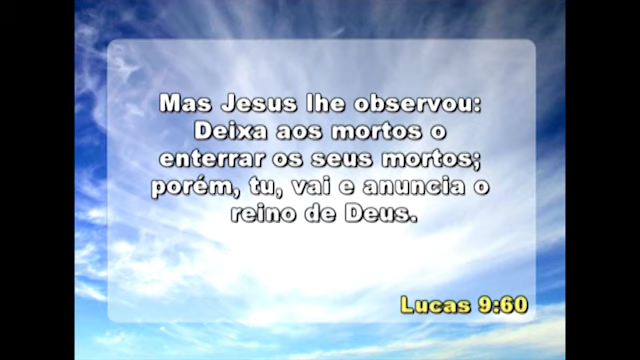 Mas Jesus lhe observou:
Deixa aos mortos o
enterrar os seus mortos;
porém, tu, vai e anuncia o
reino de Deus.
Lucas 9:60